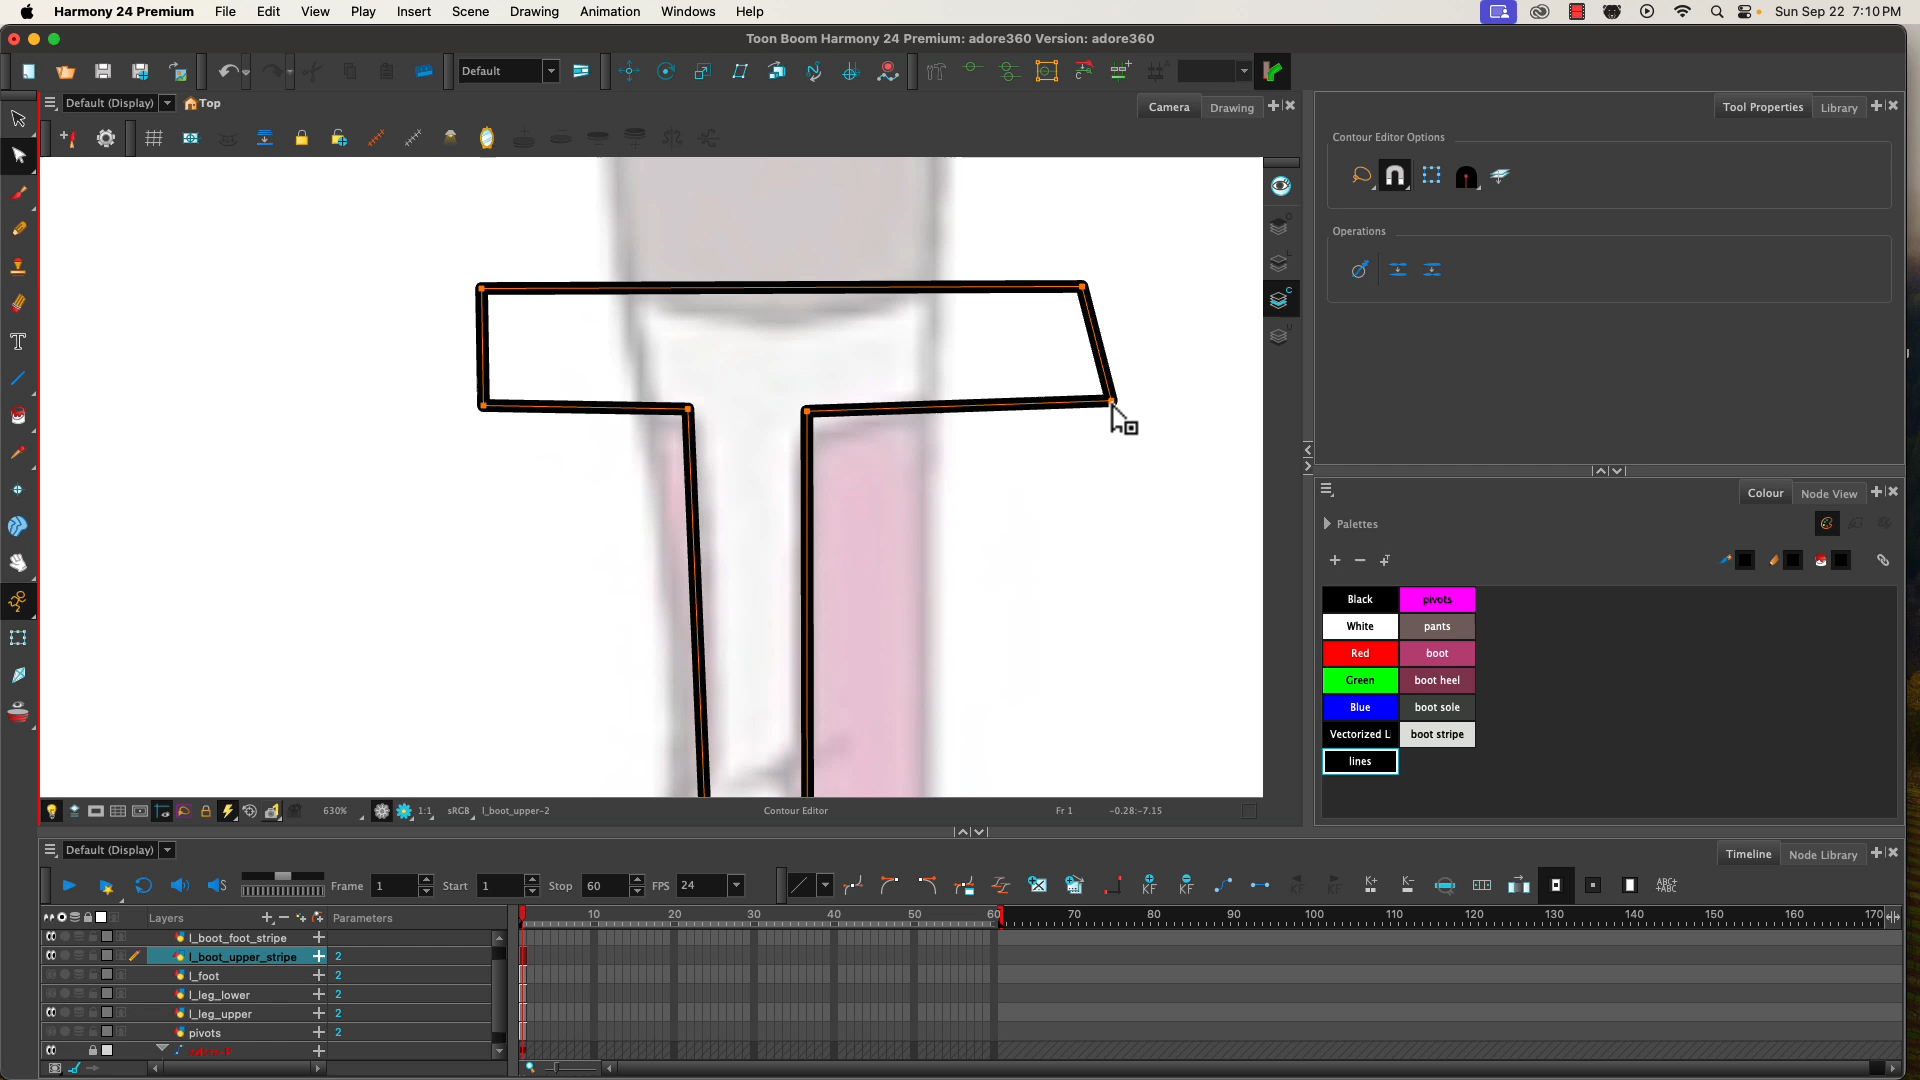 Harmony 24 Premium File Edit View Play Insert Scene Drawing Animation Windows Help Sun Sep 22 7:10 PM
Toon Boom Harmony 24 Premium: adore360 Version: adore360
Default
Default (Display) Top Camera Drawing
Tool Properties Library
Contour Editor Options
Operations
Colour Node View
Palettes
Black pivots
White pants
Red boot
Green boot heel
Blue boot sole
Vectorized L boot stripe
lines
630% 1:1 sRGB l_boot_upper-2 Contour Editor Fr 1 -0.28:-7.15
Default (Display) Timeline Node Library
Frame 1 Start 1 Stop 60 FPS 24
Layers Parameters 10 20 30 40 50 60 70 80 90 100 110 120 130 140 150 160 170
l_boot_foot_stripe
l_boot_upper_stripe 2
l_foot 2
l_leg_lower 2
l_leg_upper 2
pivots 2